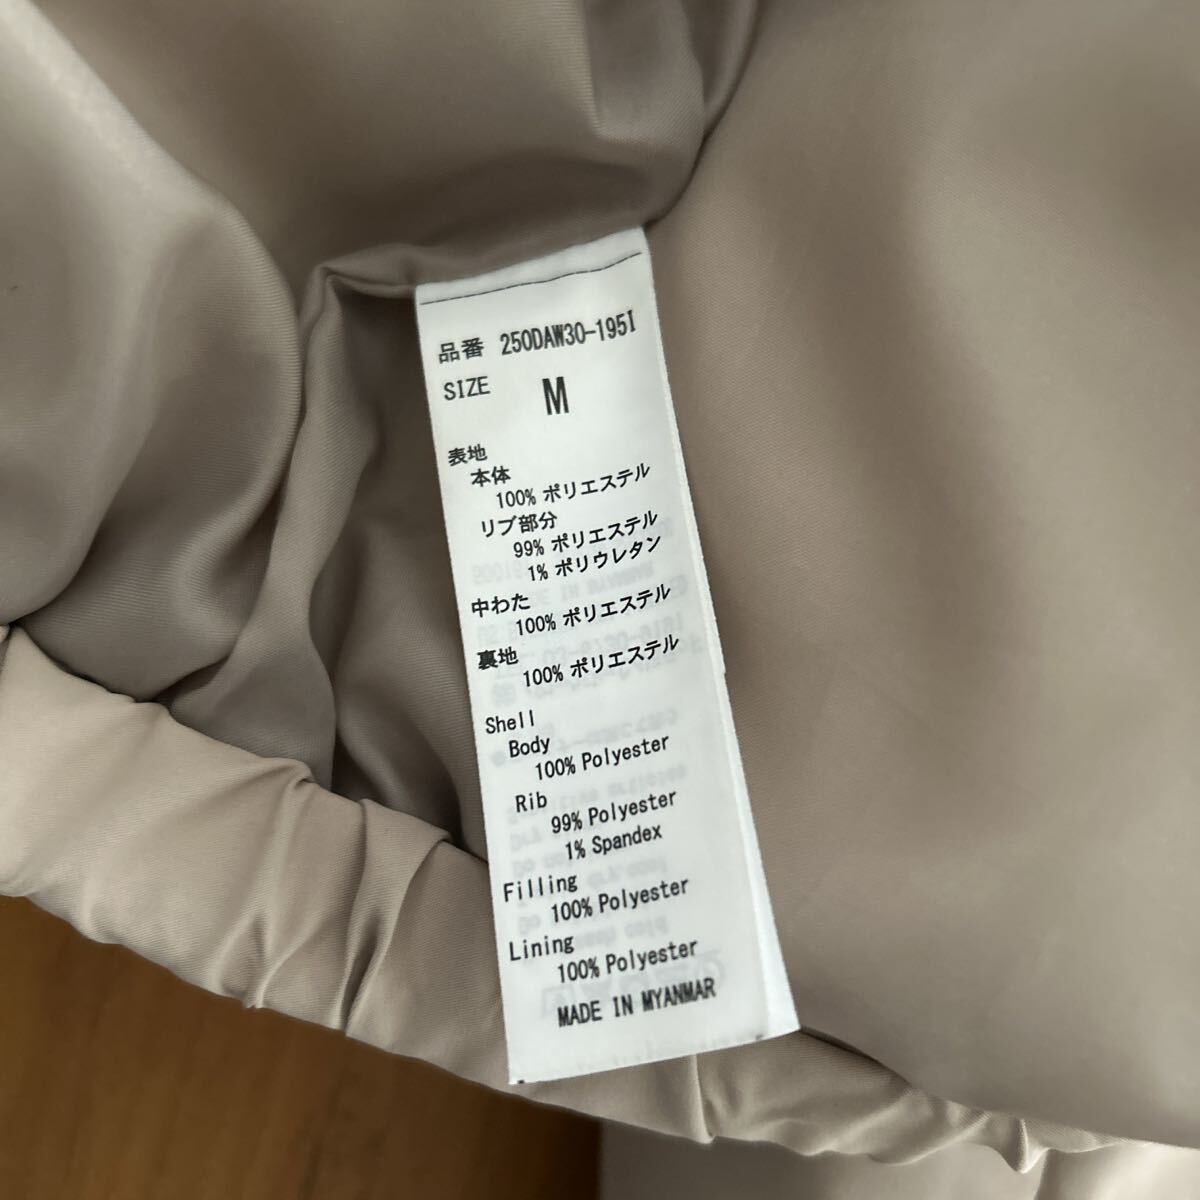 品番 250DAW30-195I
SIZE M
表地
本体
100% ポリエステル
リブ部分
99% ポリエステル
1% ポリウレタン
中わた
100% ポリエステル
裏地
100% ポリエステル
Shell
Body
100% Polyester
Rib
99% Polyester
1% Spandex
Filling
100% Polyester
Lining
100% Polyester
MADE IN MYANMAR